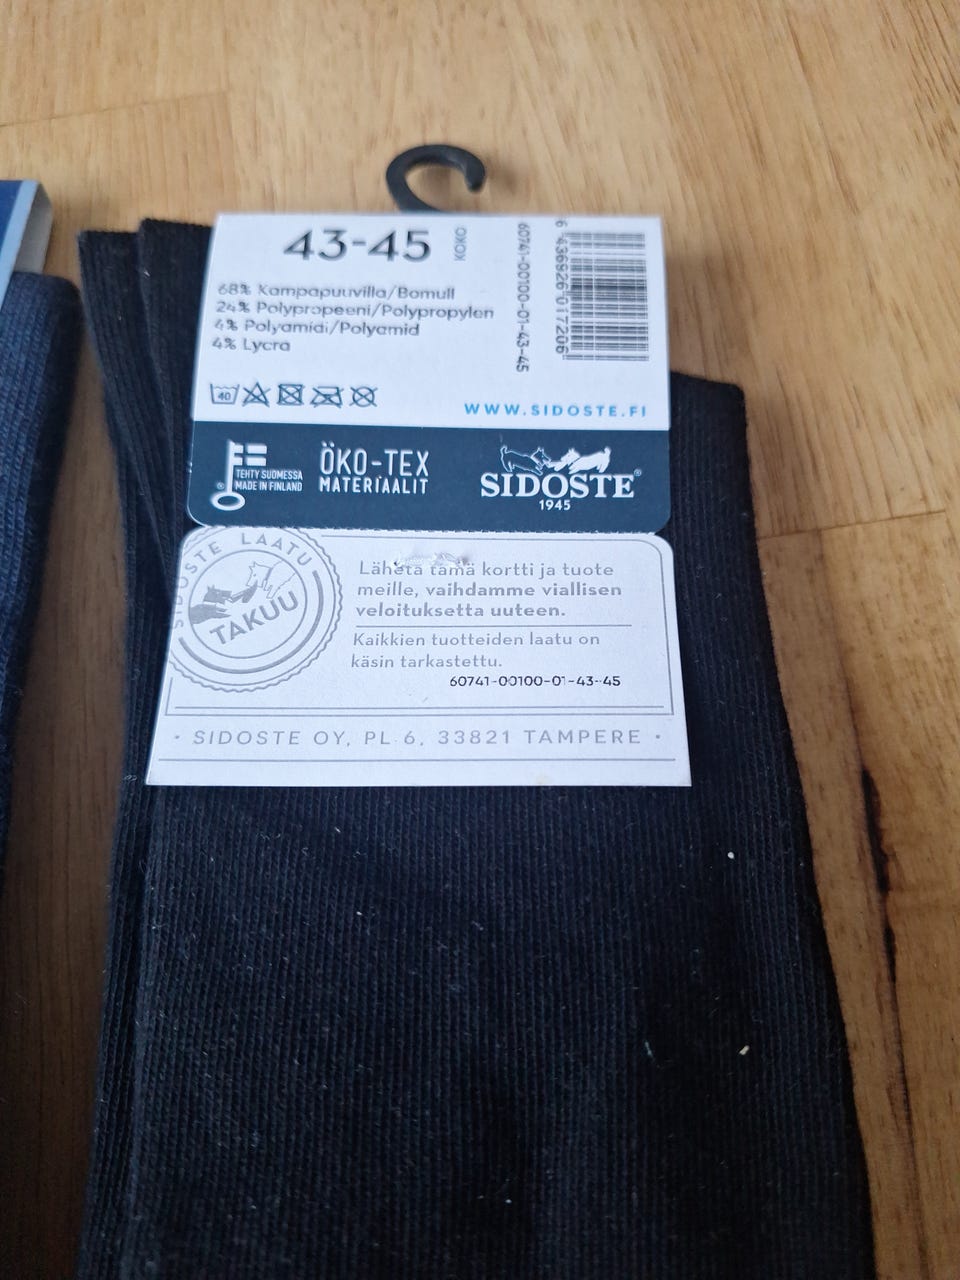 43-45
KOKO
68% Kampapuuvilla/Bomull
24% Polypropeeni/Polypropylen
4% Polyamidi/Polyamid
4% Lycra
60741-00100-01-43-45
6 436926 017206
40
WWW.SIDOSTE.FI
TEHTY SUOMESSA
MADE IN FINLAND
ÖKO-TEX
MATERIAALIT
SIDOSTE®
1945
SIDOSTE LAATU
TAKUU
Lähetä tämä kortti ja tuote
meille, vaihdamme viallisen
veloituksetta uuteen.
Kaikkien tuotteiden laatu on
käsin tarkastettu.
60741-00100-01-43-45
· SIDOSTE OY, PL 6, 33821 TAMPERE ·